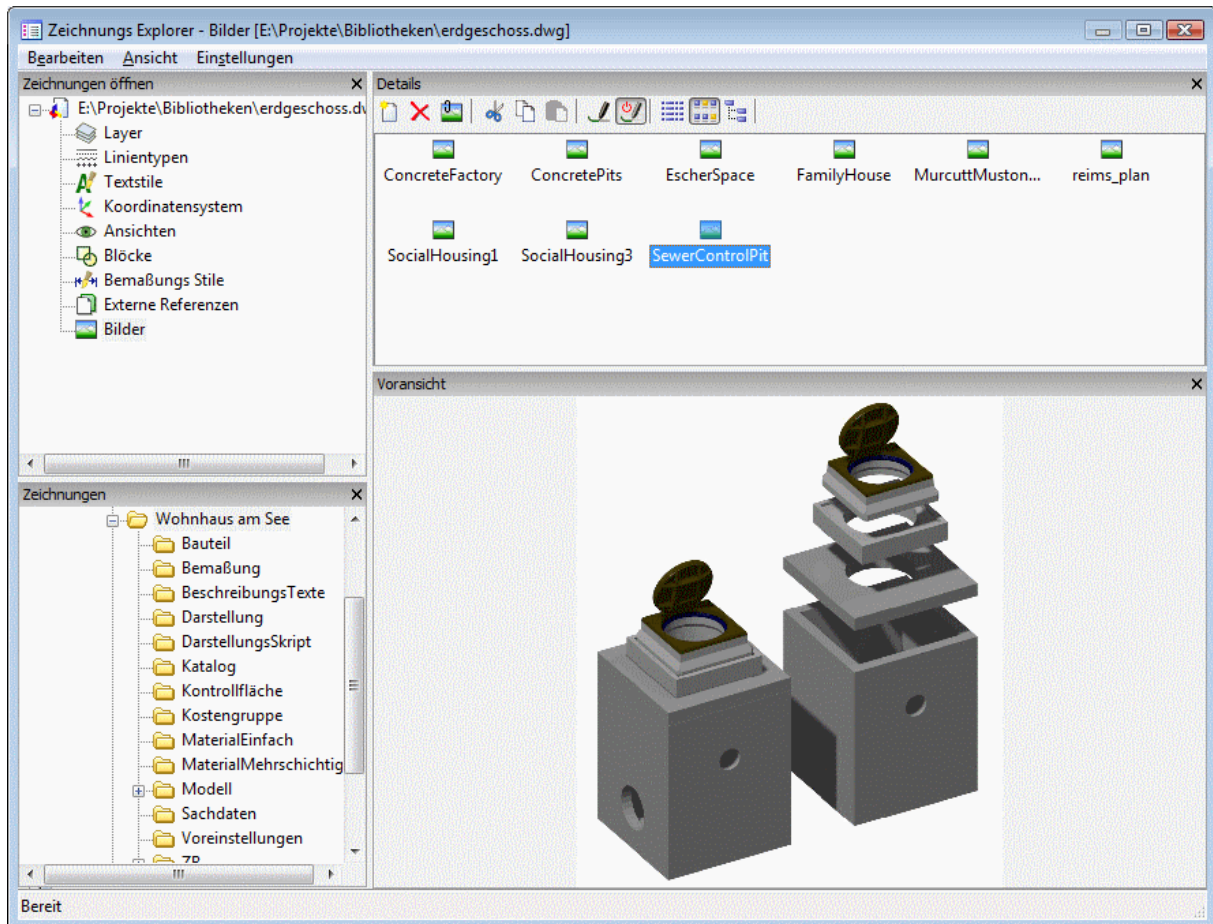 Zeichnungs Explorer - Bilder [E:\Projekte\Bibliotheken\erdgeschoss.dwg]
Bearbeiten Ansicht Einstellungen
Zeichnungen öffnen
E:\Projekte\Bibliotheken\erdgeschoss.dw
Layer
Linientypen
Textstile
Koordinatensystem
Ansichten
Blöcke
Bemaßungs Stile
Externe Referenzen
Bilder
Details
ConcreteFactory ConcretePits EscherSpace FamilyHouse MurcuttMuston... reims_plan
SocialHousing1 SocialHousing3 SewerControlPit
Zeichnungen
Wohnhaus am See
Bauteil
Bemaßung
BeschreibungsTexte
Darstellung
DarstellungsSkript
Katalog
Kontrollfläche
Kostengruppe
MaterialEinfach
MaterialMehrschichtig
Modell
Sachdaten
Voreinstellungen
Voransicht
Bereit